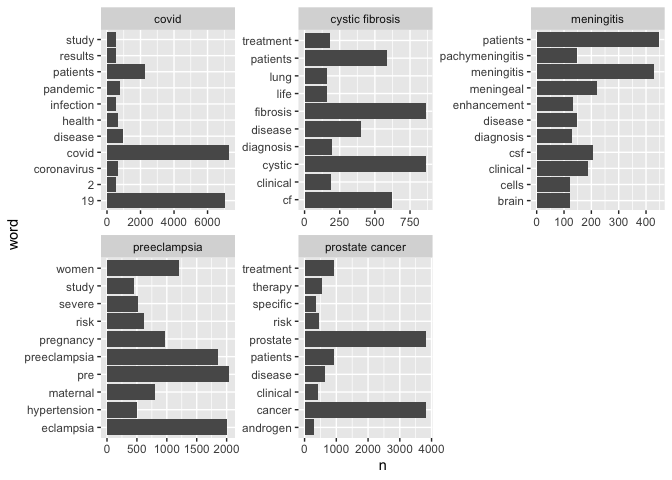 covid
study
results
patients
pandemic
infection
health
disease
covid
coronavirus
2
19
0 2000 4000 6000
cystic fibrosis
treatment
patients
lung
life
fibrosis
disease
diagnosis
cystic
clinical
cf
0 250 500 750
meningitis
patients
pachymeningitis
meningitis
meningeal
enhancement
disease
diagnosis
csf
clinical
cells
brain
0 100 200 300 400
word
preeclampsia
women
study
severe
risk
pregnancy
preeclampsia
pre
maternal
hypertension
eclampsia
0 500 1000 1500 2000
prostate cancer
treatment
therapy
specific
risk
prostate
patients
disease
clinical
cancer
androgen
0 1000 2000 3000 4000
n